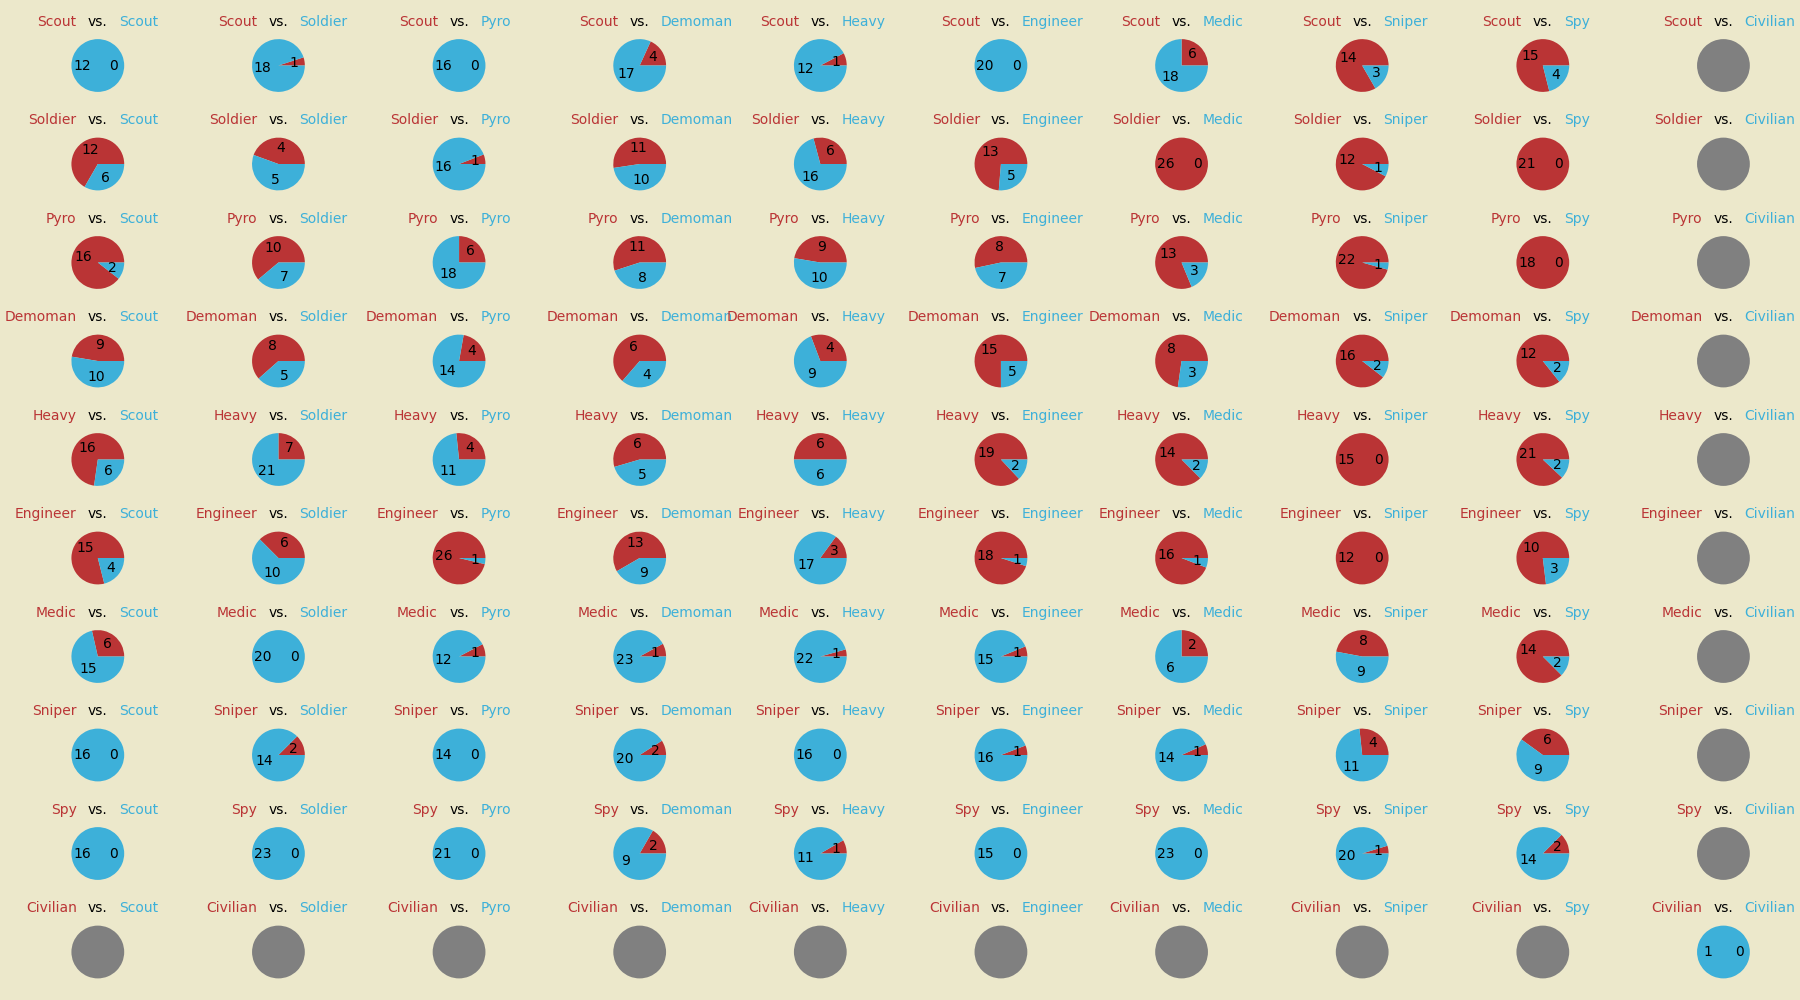 Scout vs. Scout Scout vs. Soldier Scout vs. Pyro Scout vs. Demoman Scout vs. Heavy Scout vs. Engineer Scout vs. Medic Scout vs. Sniper Scout vs. Spy Scout vs. Civilian
12 0 18 1 16 0 17 4 12 1 20 0 18 6 14 3 15 4
Soldier vs. Scout Soldier vs. Soldier Soldier vs. Pyro Soldier vs. Demoman Soldier vs. Heavy Soldier vs. Engineer Soldier vs. Medic Soldier vs. Sniper Soldier vs. Spy Soldier vs. Civilian
12 6 4 5 16 1 11 10 16 6 13 5 26 0 12 1 21 0
Pyro vs. Scout Pyro vs. Soldier Pyro vs. Pyro Pyro vs. Demoman Pyro vs. Heavy Pyro vs. Engineer Pyro vs. Medic Pyro vs. Sniper Pyro vs. Spy Pyro vs. Civilian
16 2 10 7 18 6 11 8 9 10 8 7 13 3 22 1 18 0
Demoman vs. Scout Demoman vs. Soldier Demoman vs. Pyro Demoman vs. Demoman Demoman vs. Heavy Demoman vs. Engineer Demoman vs. Medic Demoman vs. Sniper Demoman vs. Spy Demoman vs. Civilian
9 10 8 5 14 4 6 4 9 4 15 5 8 3 16 2 12 2
Heavy vs. Scout Heavy vs. Soldier Heavy vs. Pyro Heavy vs. Demoman Heavy vs. Heavy Heavy vs. Engineer Heavy vs. Medic Heavy vs. Sniper Heavy vs. Spy Heavy vs. Civilian
16 6 21 7 11 4 6 5 6 6 19 2 14 2 15 0 21 2
Engineer vs. Scout Engineer vs. Soldier Engineer vs. Pyro Engineer vs. Demoman Engineer vs. Heavy Engineer vs. Engineer Engineer vs. Medic Engineer vs. Sniper Engineer vs. Spy Engineer vs. Civilian
15 4 10 6 26 1 13 9 17 3 18 1 16 1 12 0 10 3
Medic vs. Scout Medic vs. Soldier Medic vs. Pyro Medic vs. Demoman Medic vs. Heavy Medic vs. Engineer Medic vs. Medic Medic vs. Sniper Medic vs. Spy Medic vs. Civilian
15 6 20 0 12 1 23 1 22 1 15 1 6 2 8 9 14 2
Sniper vs. Scout Sniper vs. Soldier Sniper vs. Pyro Sniper vs. Demoman Sniper vs. Heavy Sniper vs. Engineer Sniper vs. Medic Sniper vs. Sniper Sniper vs. Spy Sniper vs. Civilian
16 0 14 2 14 0 20 2 16 0 16 1 14 1 11 4 6 9
Spy vs. Scout Spy vs. Soldier Spy vs. Pyro Spy vs. Demoman Spy vs. Heavy Spy vs. Engineer Spy vs. Medic Spy vs. Sniper Spy vs. Spy Spy vs. Civilian
16 0 23 0 21 0 9 2 11 1 15 0 23 0 20 1 14 2
Civilian vs. Scout Civilian vs. Soldier Civilian vs. Pyro Civilian vs. Demoman Civilian vs. Heavy Civilian vs. Engineer Civilian vs. Medic Civilian vs. Sniper Civilian vs. Spy Civilian vs. Civilian
1 0